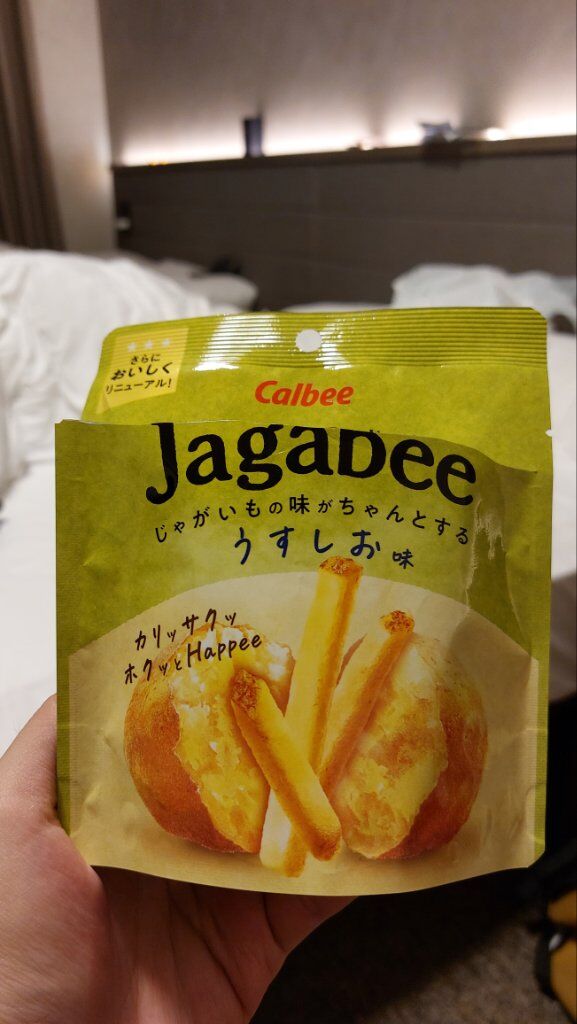 さらに
おいしく
リニューアル!
Calbee
Jagabee
じゃがいもの味がちゃんとする
うすしお味
カリッサクッ
ホクッとHappee